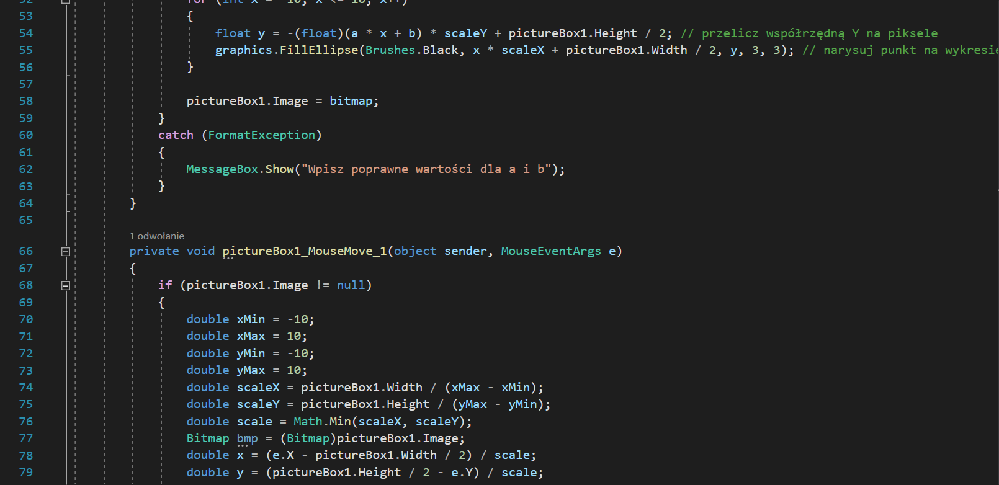 52 for (int x = -10; x <= 10; x++)
53 {
54 float y = -(float)(a * x + b) * scaleY + pictureBox1.Height / 2; // przelicz współrzędną Y na piksele
55 graphics.FillEllipse(Brushes.Black, x * scaleX + pictureBox1.Width / 2, y, 3, 3); // narysuj punkt na wykresie
56 }
57
58 pictureBox1.Image = bitmap;
59 }
60 catch (FormatException)
61 {
62 MessageBox.Show("Wpisz poprawne wartości dla a i b");
63 }
64 }
65
1 odwołanie
66 private void pictureBox1_MouseMove_1(object sender, MouseEventArgs e)
67 {
68 if (pictureBox1.Image != null)
69 {
70 double xMin = -10;
71 double xMax = 10;
72 double yMin = -10;
73 double yMax = 10;
74 double scaleX = pictureBox1.Width / (xMax - xMin);
75 double scaleY = pictureBox1.Height / (yMax - yMin);
76 double scale = Math.Min(scaleX, scaleY);
77 Bitmap bmp = (Bitmap)pictureBox1.Image;
78 double x = (e.X - pictureBox1.Width / 2) / scale;
79 double y = (pictureBox1.Height / 2 - e.Y) / scale;